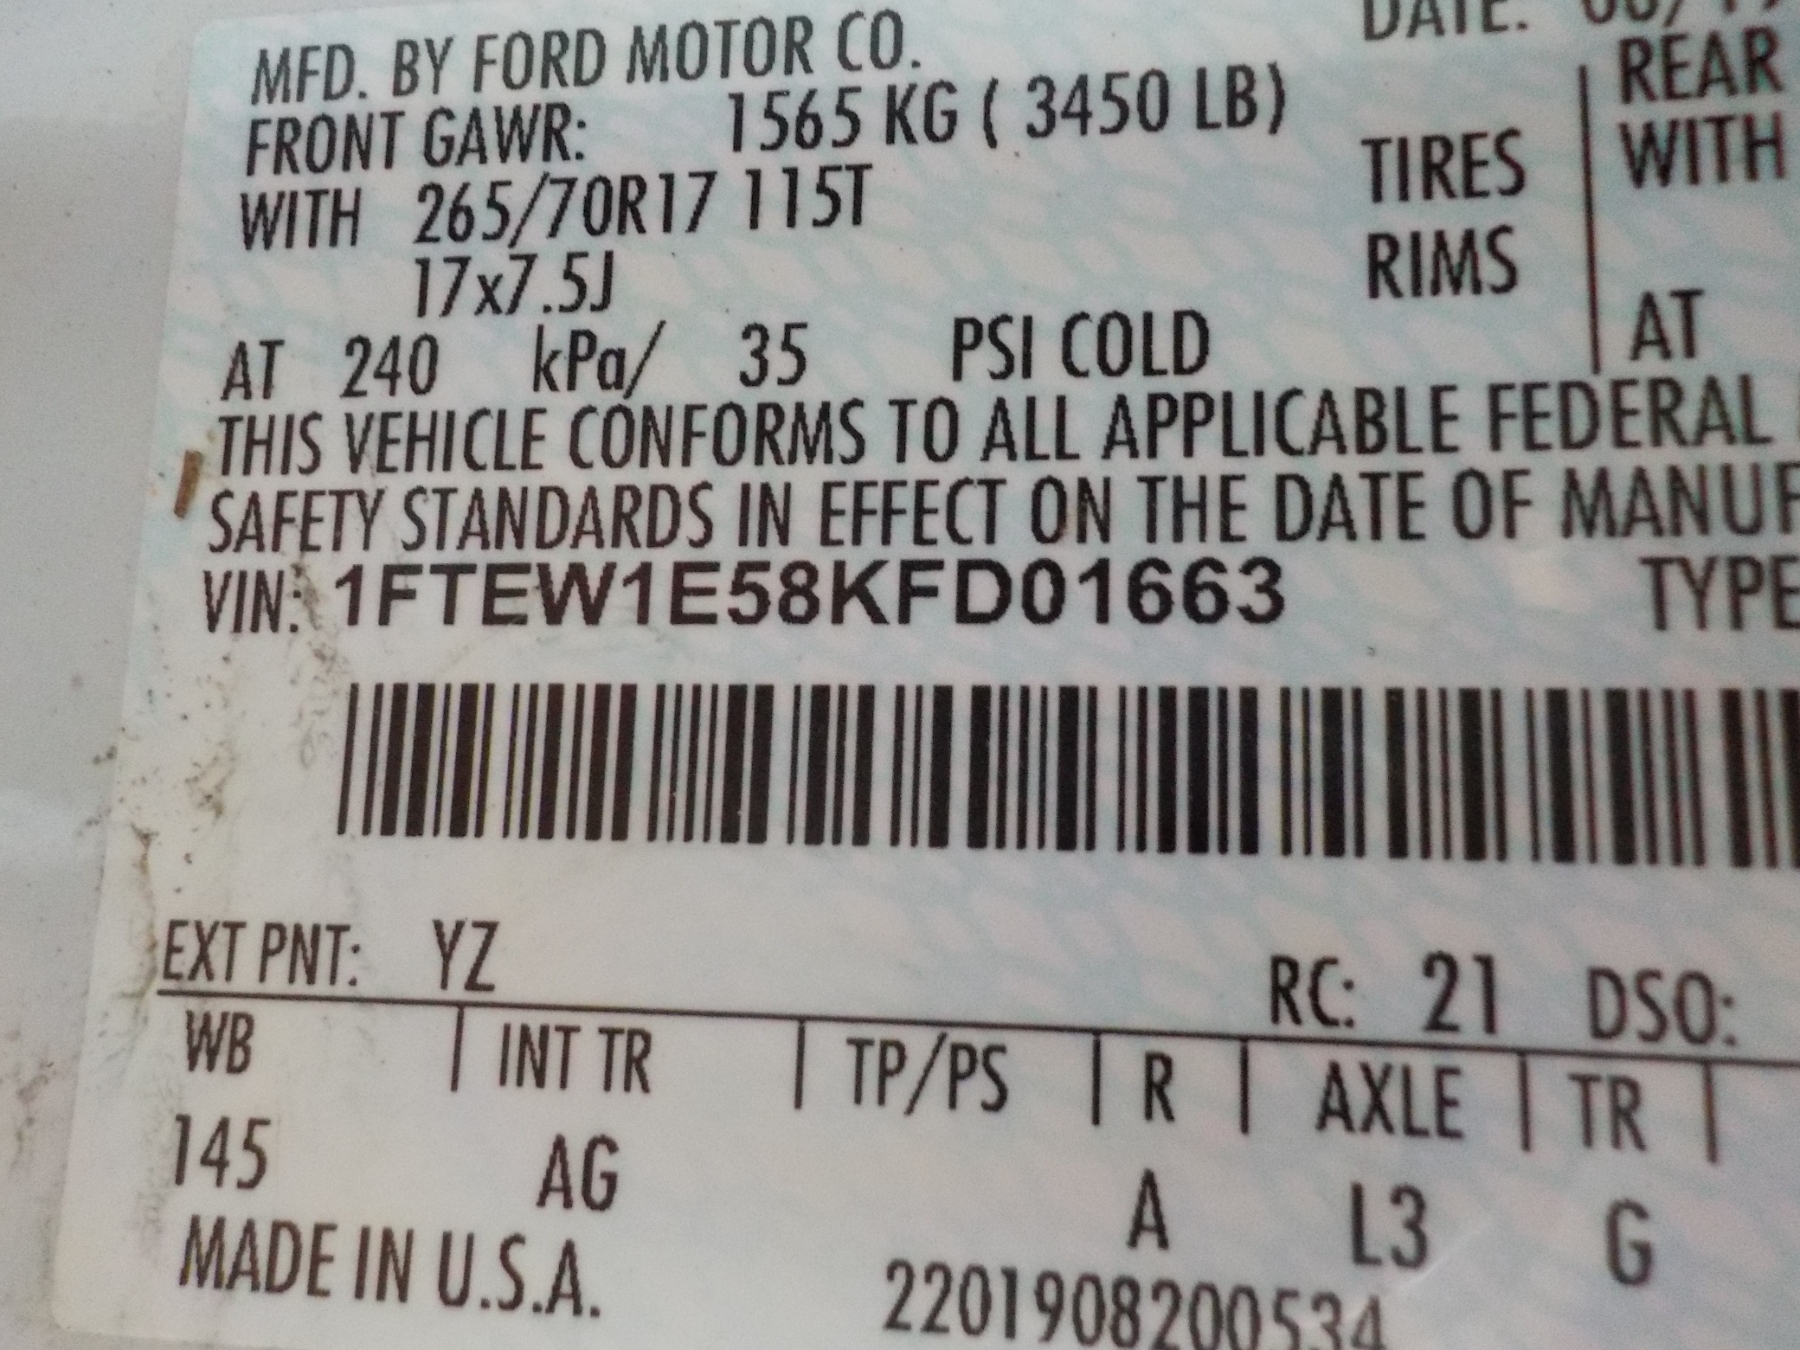 MFD. BY FORD MOTOR CO. DATE:
FRONT GAWR: 1565 KG ( 3450 LB) REAR
WITH 265/70R17 115T TIRES WITH
17x7.5J RIMS
AT 240 kPa/ 35 PSI COLD AT
THIS VEHICLE CONFORMS TO ALL APPLICABLE FEDERAL
SAFETY STANDARDS IN EFFECT ON THE DATE OF MANUF
VIN: 1FTEW1E58KFD01663 TYPE
EXT PNT: YZ RC: 21 DSO:
WB | INT TR | TP/PS | R | AXLE | TR |
145 AG A L3 G
MADE IN U.S.A. 2201908200534